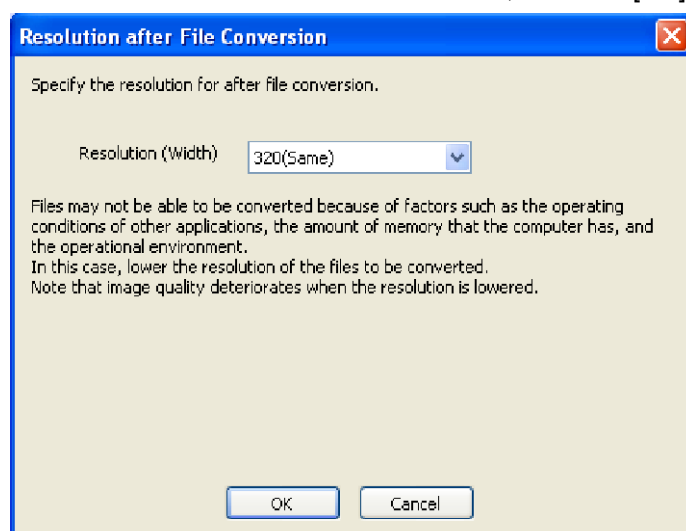 Resolution after File Conversion
Specify the resolution for after file conversion.
Resolution (Width) 320(Same)
Files may not be able to be converted because of factors such as the operating
conditions of other applications, the amount of memory that the computer has, and
the operational environment.
In this case, lower the resolution of the files to be converted.
Note that image quality deteriorates when the resolution is lowered.
OK Cancel